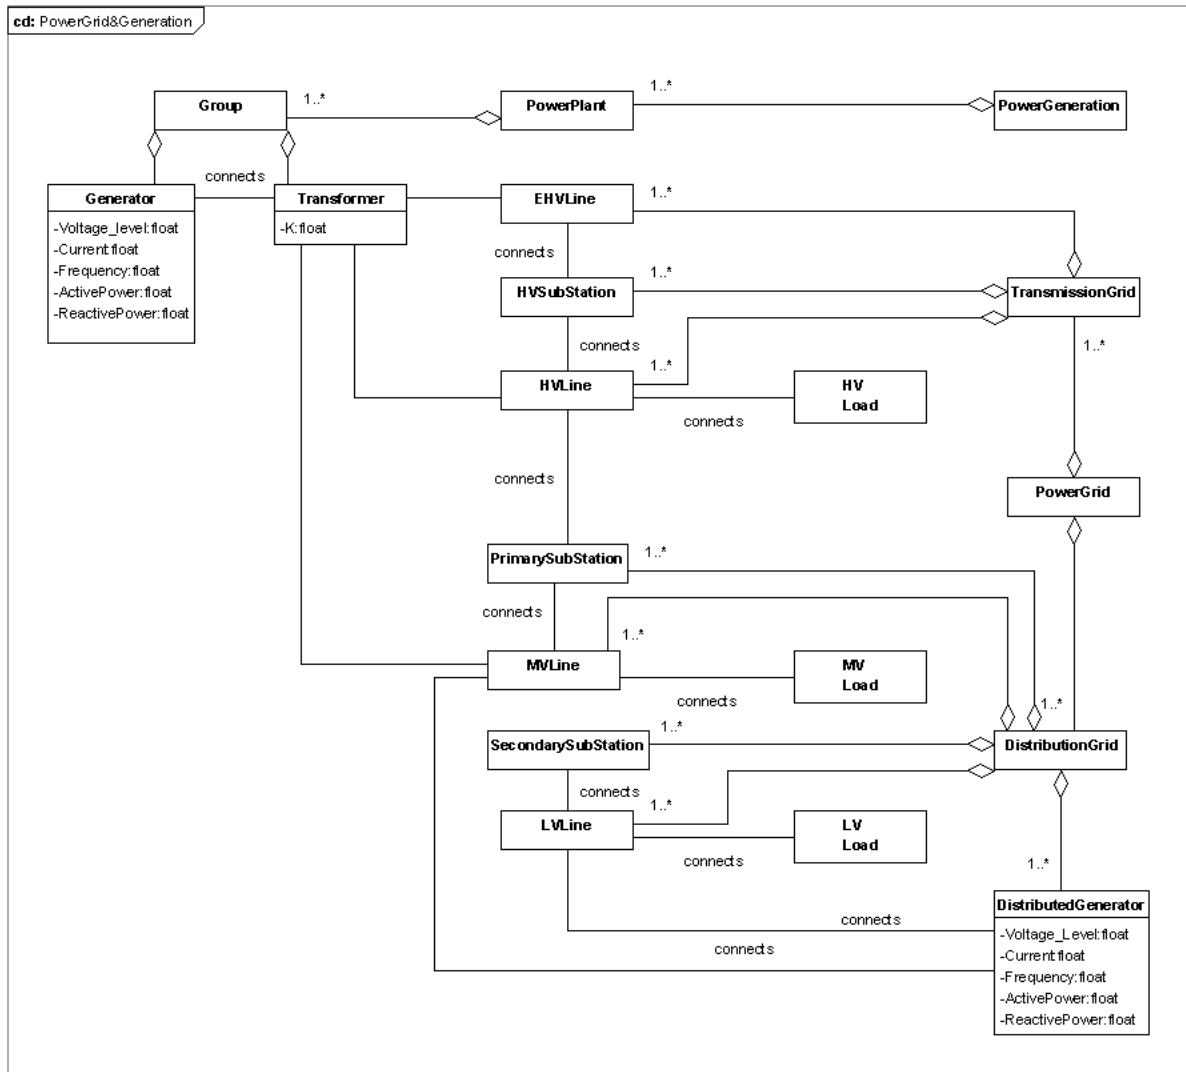 cd: PowerGrid&Generation
Group
1..*
PowerPlant
1..*
PowerGeneration
connects
Generator
-Voltage_level:float
-Current:float
-Frequency:float
-ActivePower:float
-ReactivePower:float
Transformer
-K:float
EHVLine
1..*
connects
HVSubStation
1..*
TransmissionGrid
connects
1..*
1..*
HVLine
HV
Load
connects
connects
PowerGrid
PrimarySubStation
1..*
connects
1..*
MVLine
MV
Load
connects
1..*
SecondarySubStation
1..*
DistributionGrid
connects
1..*
LVLine
LV
Load
connects
1..*
connects
connects
DistributedGenerator
-Voltage_Level:float
-Current:float
-Frequency:float
-ActivePower:float
-ReactivePower:float